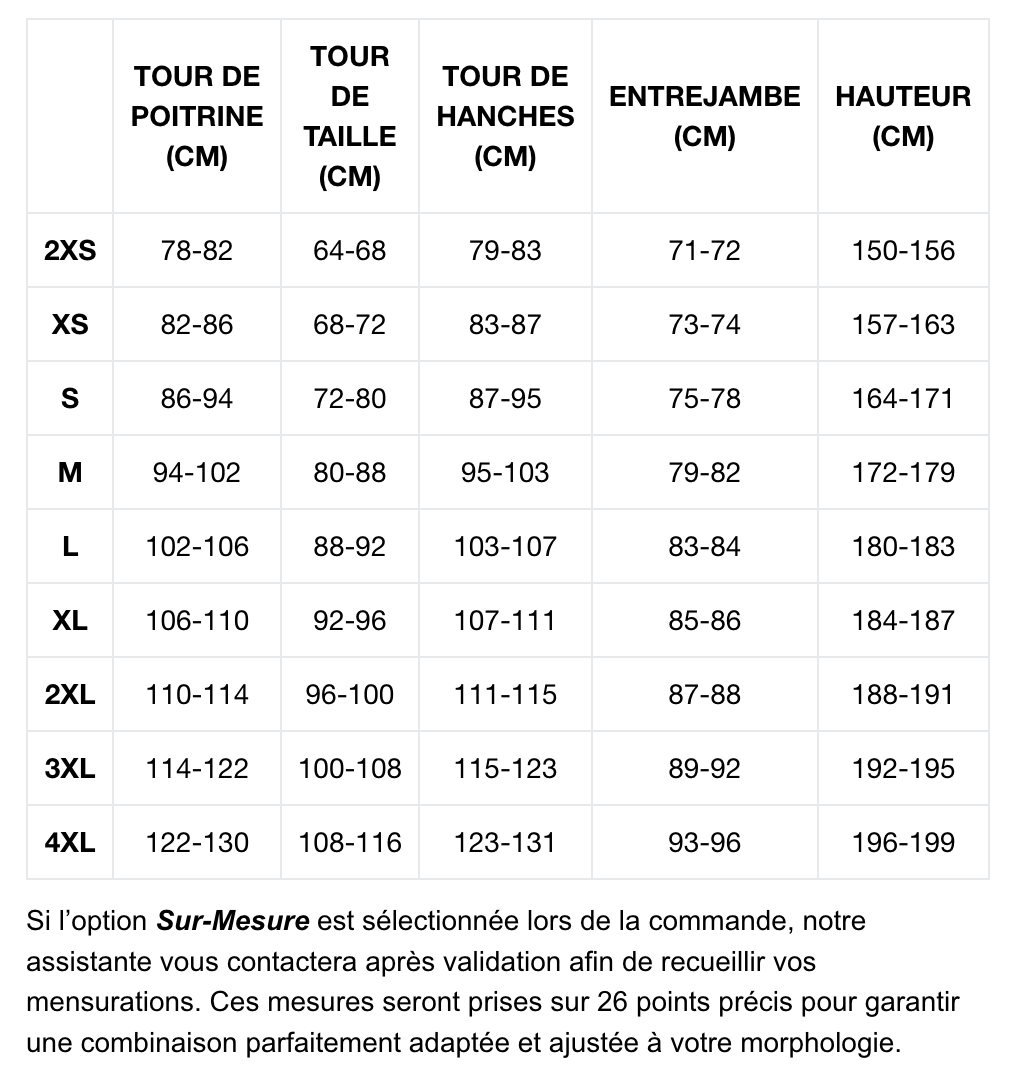 TOUR DE POITRINE (CM) TOUR DE TAILLE (CM) TOUR DE HANCHES (CM) ENTREJAMBE (CM) HAUTEUR (CM)
2XS 78-82 64-68 79-83 71-72 150-156
XS 82-86 68-72 83-87 73-74 157-163
S 86-94 72-80 87-95 75-78 164-171
M 94-102 80-88 95-103 79-82 172-179
L 102-106 88-92 103-107 83-84 180-183
XL 106-110 92-96 107-111 85-86 184-187
2XL 110-114 96-100 111-115 87-88 188-191
3XL 114-122 100-108 115-123 89-92 192-195
4XL 122-130 108-116 123-131 93-96 196-199
Si l’option Sur-Mesure est sélectionnée lors de la commande, notre
assistante vous contactera après validation afin de recueillir vos
mensurations. Ces mesures seront prises sur 26 points précis pour garantir
une combinaison parfaitement adaptée et ajustée à votre morphologie.